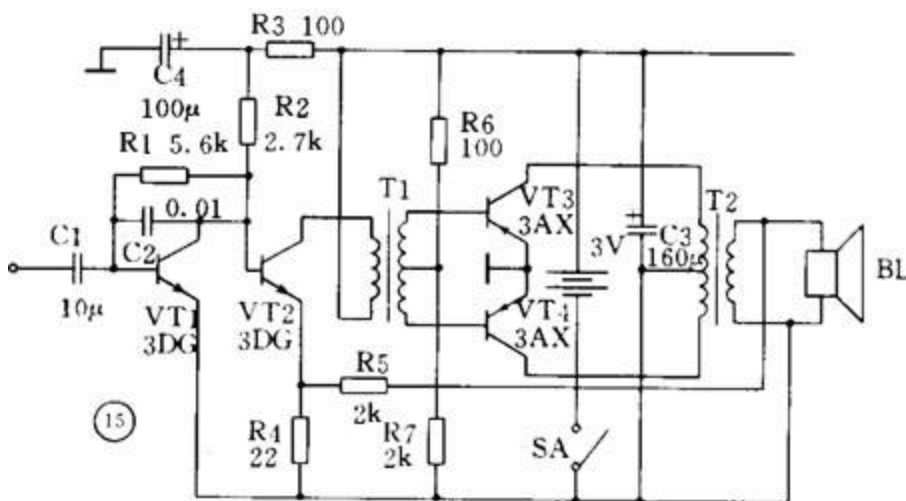 R3 100
C4
100μ
R2
2.7k
R1 5.6k
R6
100
0.01
C1
C2
10μ
T1
VT3
3AX
T2
3V
C3
160μ
BL
VT1
3DG
VT2
3DG
VT4
3AX
R5
2k
15
R4
22
R7
2k
SA